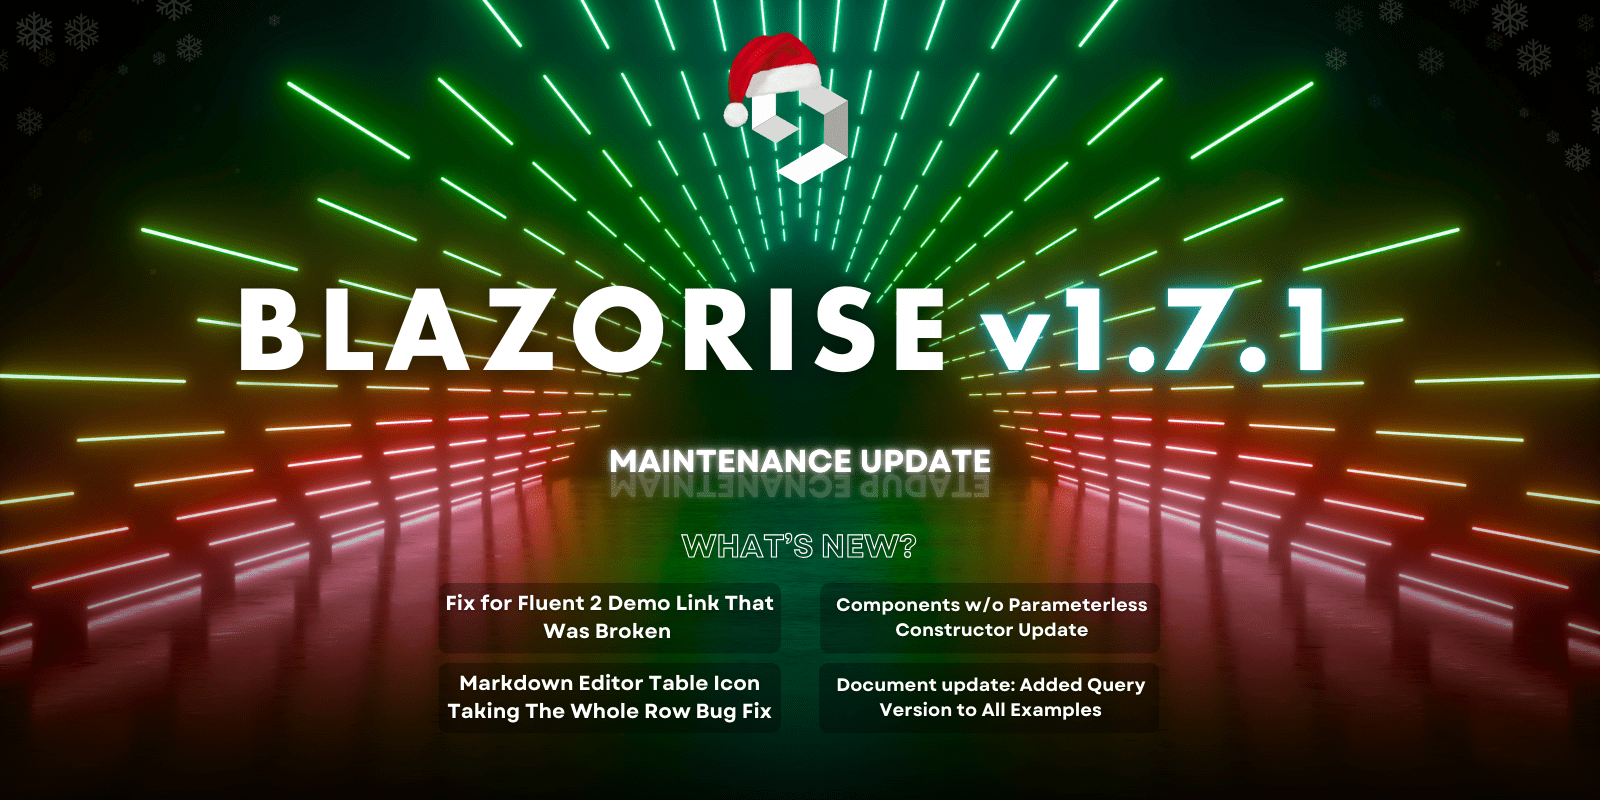 BLAZORISE v1.7.1
MAINTENANCE UPDATE
WHAT'S NEW?
Fix for Fluent 2 Demo Link That
Was Broken
Components w/o Parameterless
Constructor Update
Markdown Editor Table Icon
Taking The Whole Row Bug Fix
Document update: Added Query
Version to All Examples